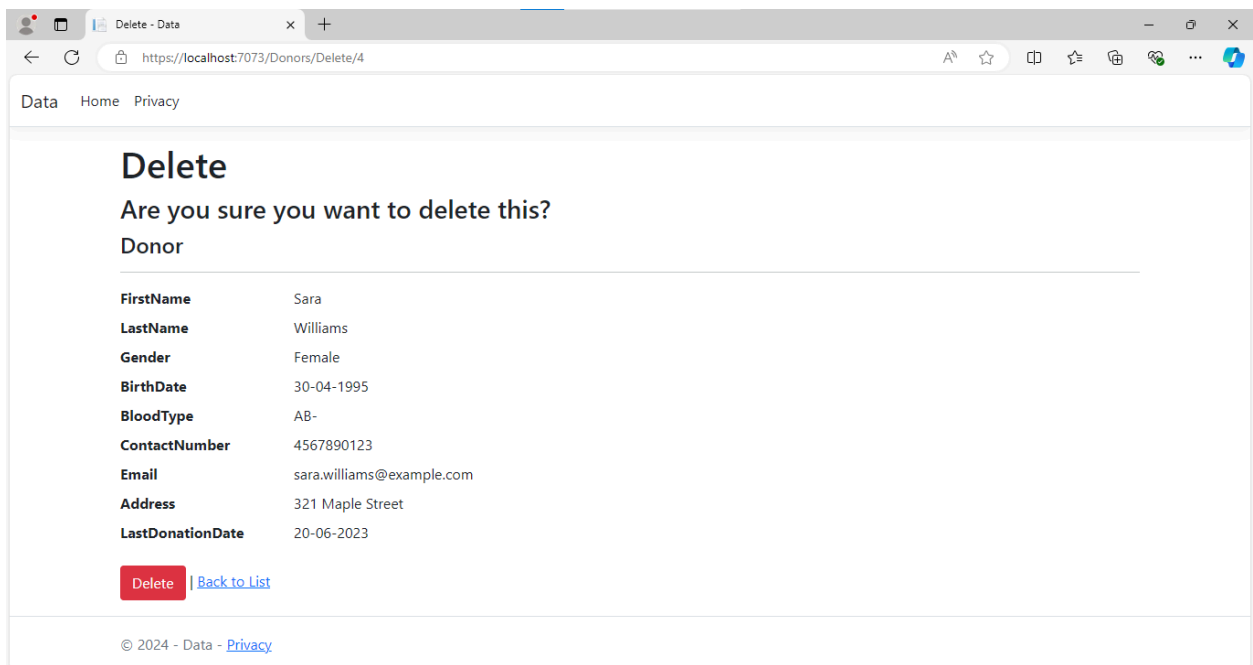 Delete - Data
https://localhost:7073/Donors/Delete/4
Data Home Privacy
Delete
Are you sure you want to delete this?
Donor
FirstName Sara
LastName Williams
Gender Female
BirthDate 30-04-1995
BloodType AB-
ContactNumber 4567890123
Email sara.williams@example.com
Address 321 Maple Street
LastDonationDate 20-06-2023
Delete | Back to List
© 2024 - Data - Privacy